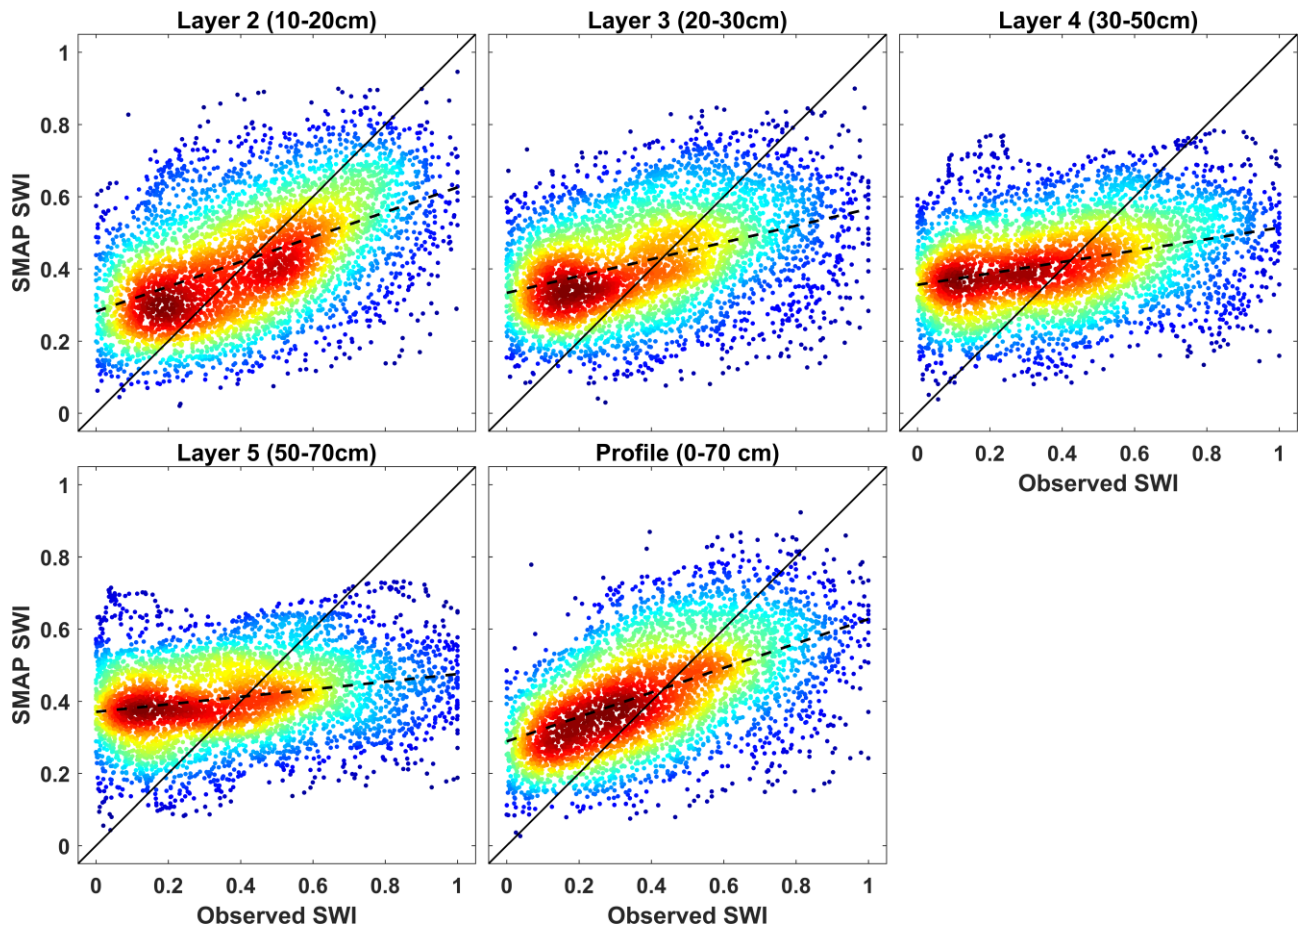 Layer 2 (10-20cm)
Layer 3 (20-30cm)
Layer 4 (30-50cm)
1
0.8
0.6
0.4
0.2
0
SMAP SWI
0 0.2 0.4 0.6 0.8 1
Observed SWI
Layer 5 (50-70cm)
Profile (0-70 cm)
1
0.8
0.6
0.4
0.2
0
SMAP SWI
0 0.2 0.4 0.6 0.8 1
0 0.2 0.4 0.6 0.8 1
Observed SWI
Observed SWI